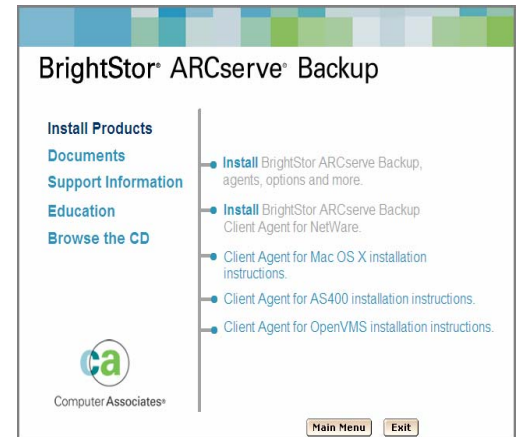 BrightStor® ARCserve® Backup
Install Products
Documents
Support Information
Education
Browse the CD
Install BrightStor ARCserve Backup,
agents, options and more.
Install BrightStor ARCserve Backup
Client Agent for NetWare.
Client Agent for Mac OS X installation
instructions.
Client Agent for AS400 installation instructions.
Client Agent for OpenVMS installation instructions.
ca
Computer Associates®
Main Menu
Exit